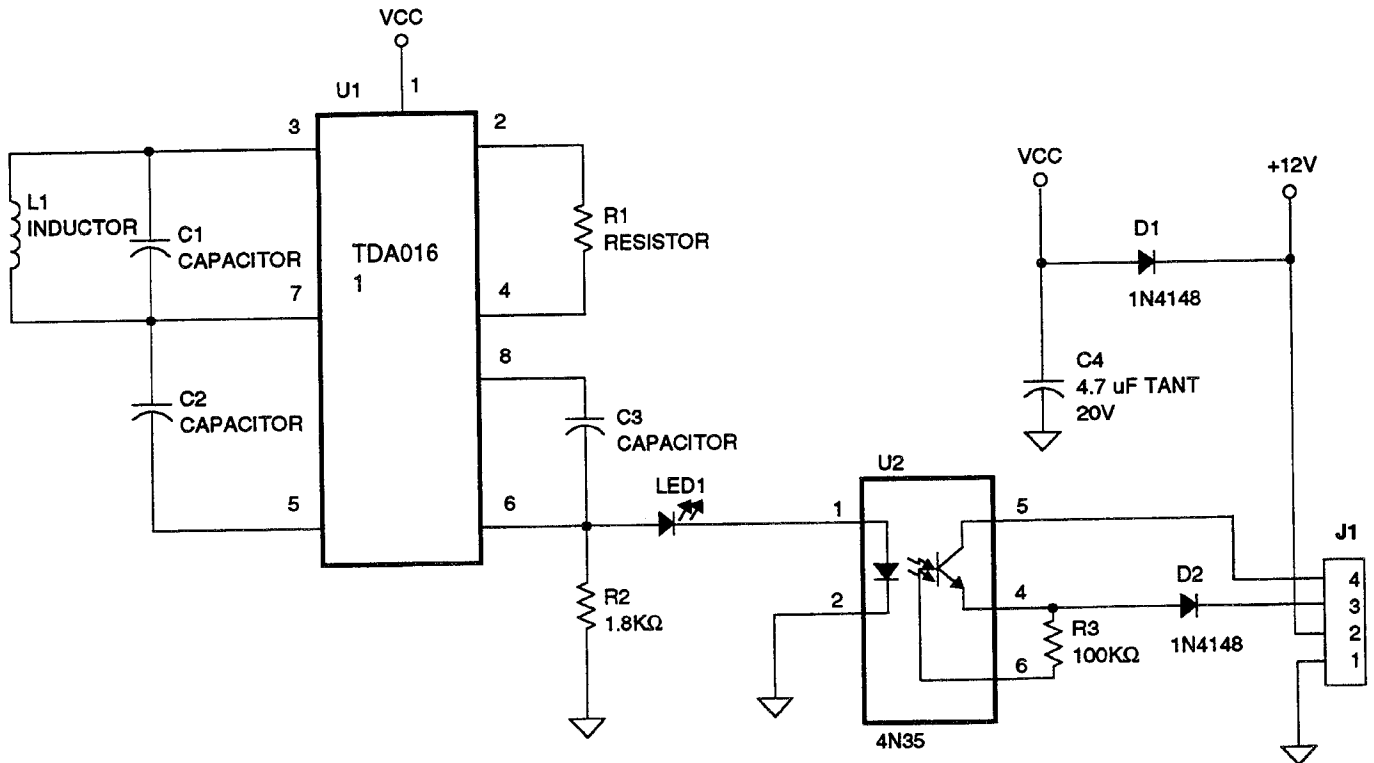 VCC
1
U1
3
2
L1
INDUCTOR
C1
CAPACITOR
R1
RESISTOR
TDA016
1
7
4
8
C2
CAPACITOR
C3
CAPACITOR
5
6
LED1
R2
1.8KΩ
VCC
+12V
D1
1N4148
C4
4.7 uF TANT
20V
U2
1
5
2
4
6
R3
100KΩ
D2
1N4148
4N35
J1
4
3
2
1